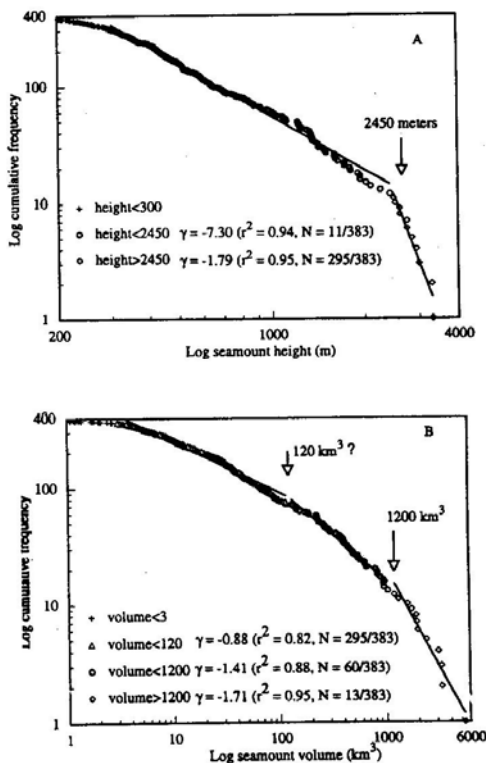 400
A
100
2450 meters
Log cumulative frequency
10
+ height<300
o height<2450 γ = -7.30 (r² = 0.94, N = 11/383)
◇ height>2450 γ = -1.79 (r² = 0.95, N = 295/383)
1
200 1000 4000
Log seamount height (m)
400
B
120 km³ ?
100
1200 km³
Log cumulative frequency
10
+ volume<3
△ volume<120 γ = -0.88 (r² = 0.82, N = 295/383)
o volume<1200 γ = -1.41 (r² = 0.88, N = 60/383)
◇ volume>1200 γ = -1.71 (r² = 0.95, N = 13/383)
1
1 10 100 1000 6000
Log seamount volume (km³)